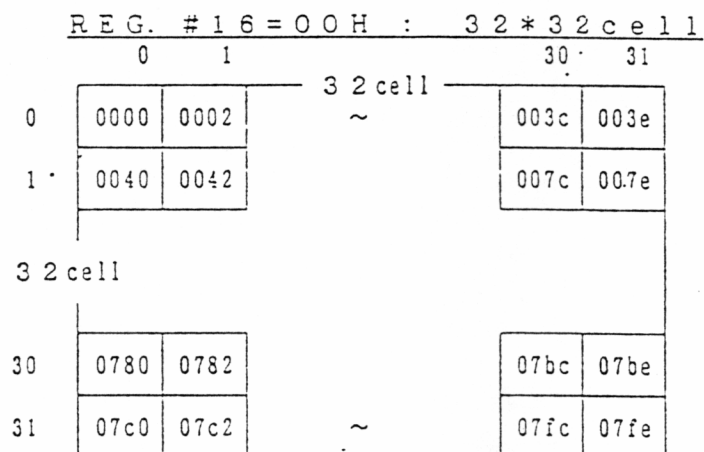 REG. #16=00H : 32*32cell
0 1 30 31
32cell
0 0000 0002 ~ 003c 003e
1 0040 0042 007c 007e
32cell
30 0780 0782 07bc 07be
31 07c0 07c2 ~ 07fc 07fe